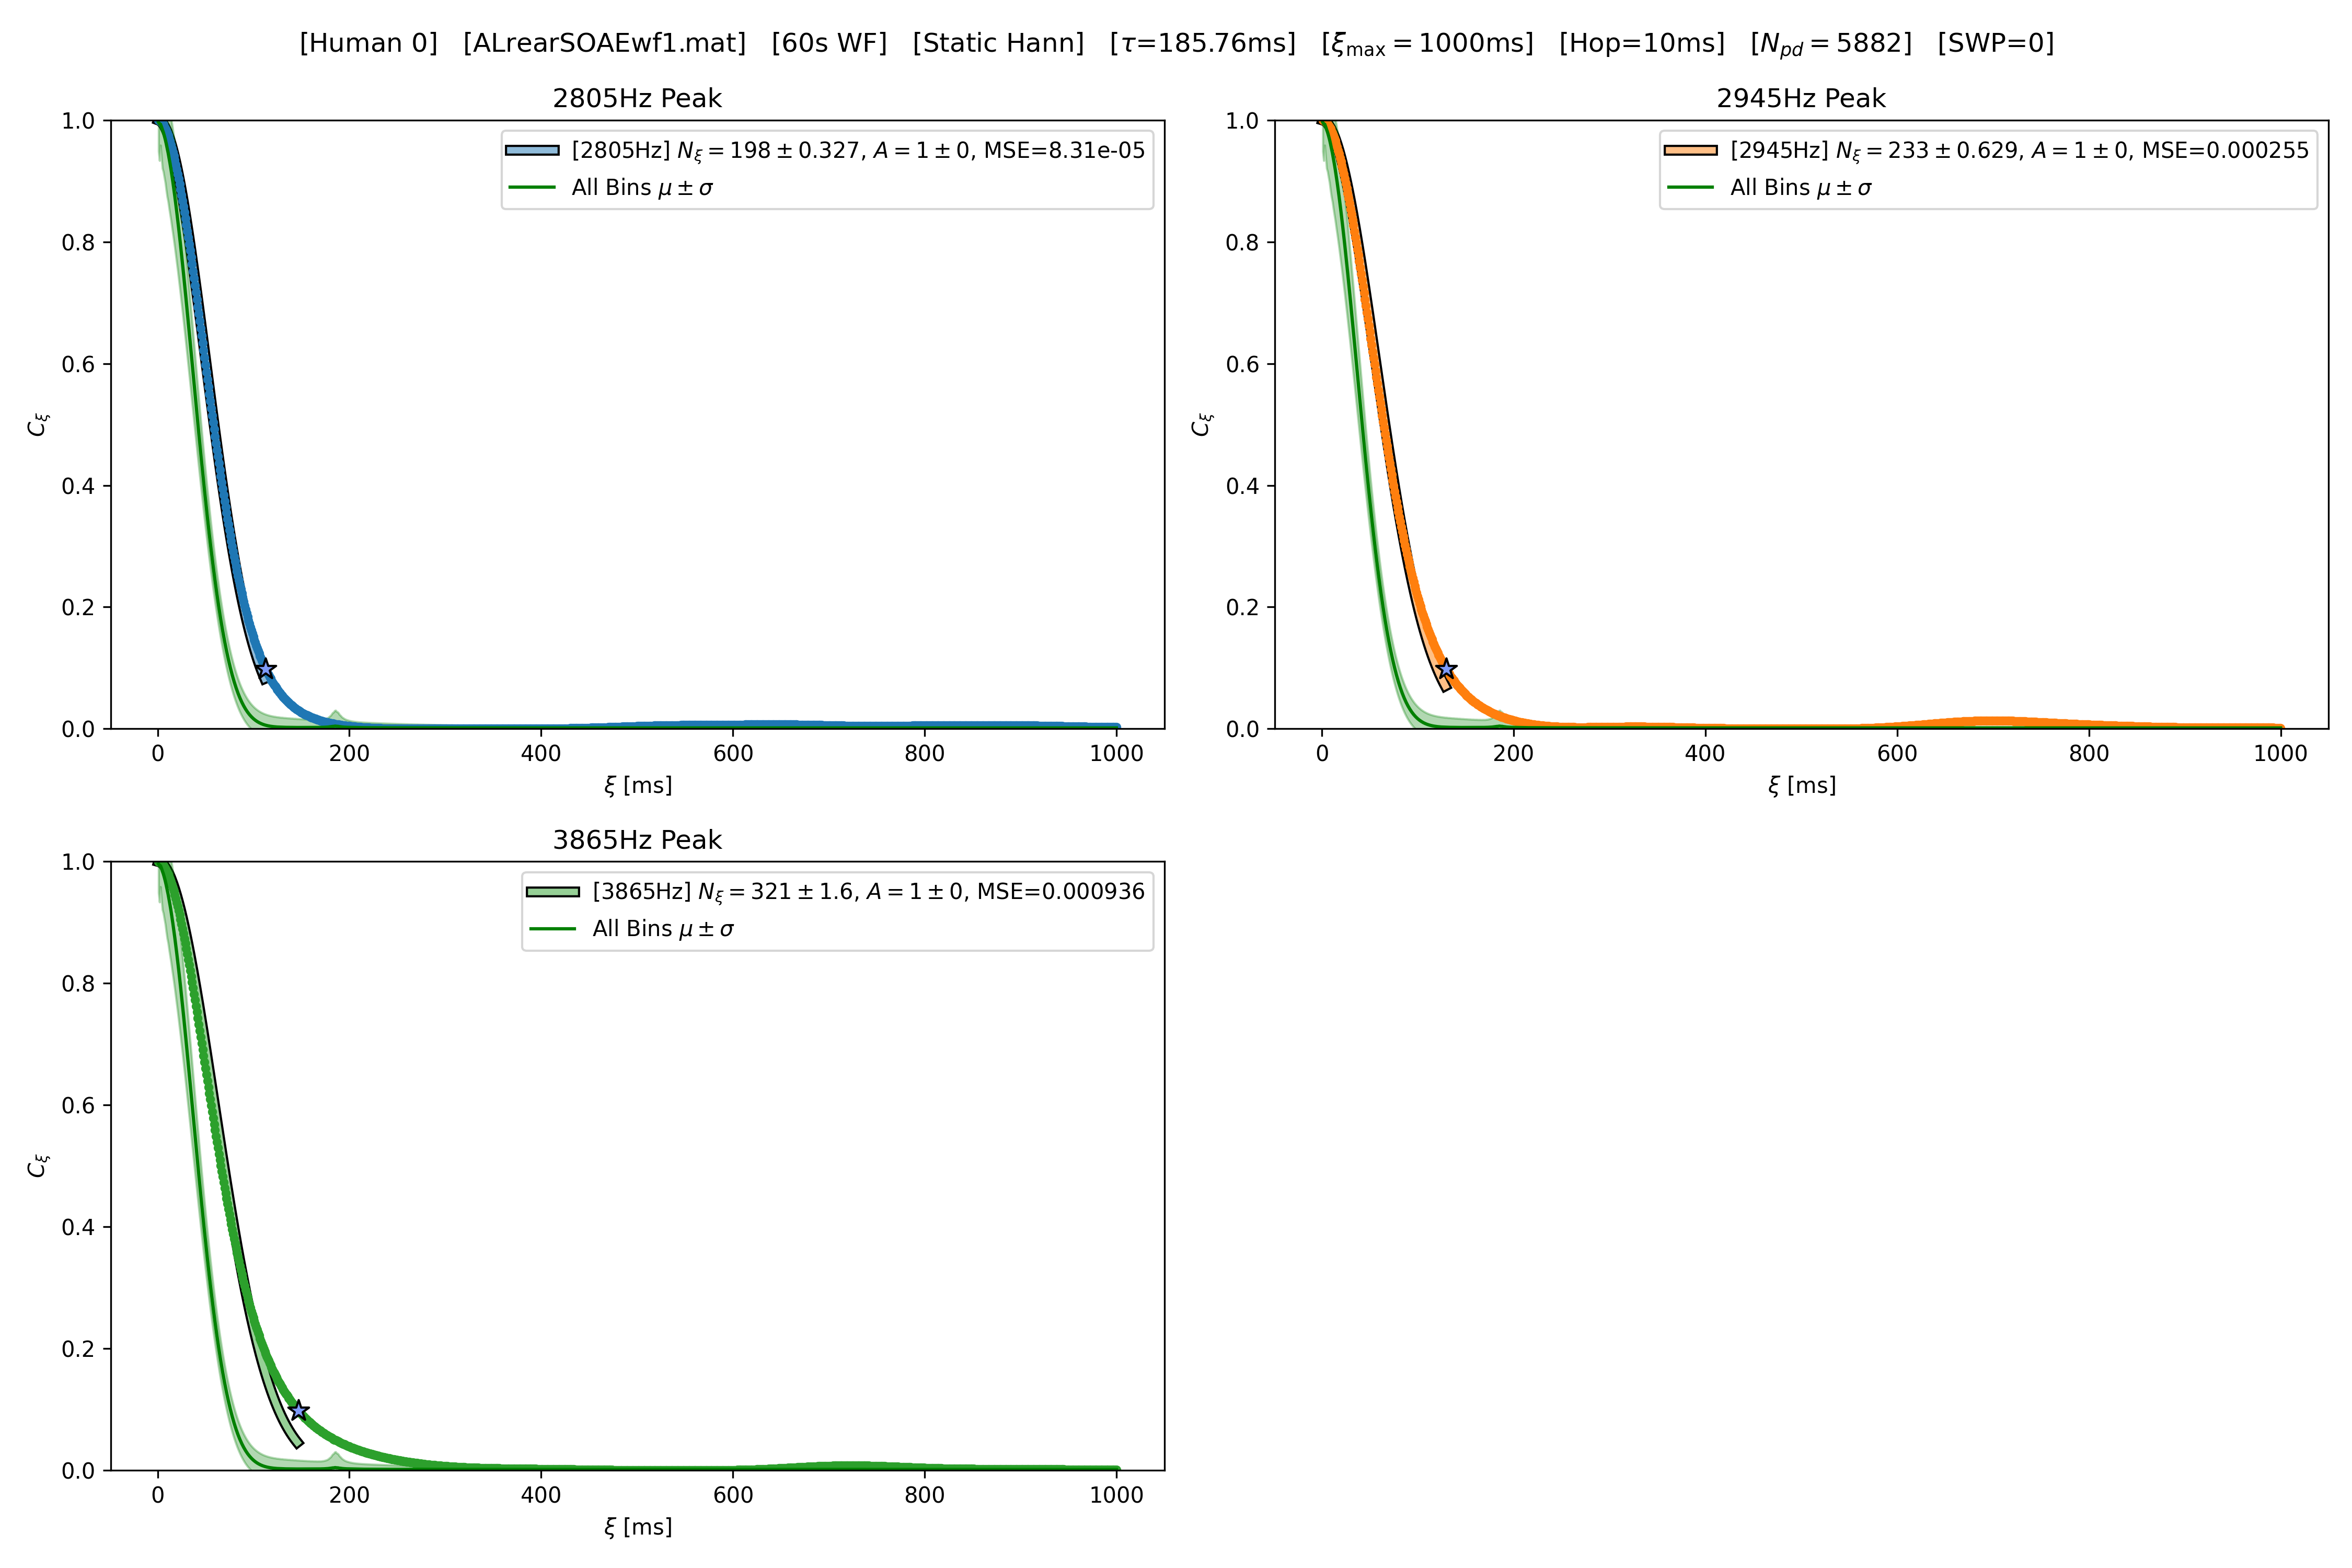 [Human 0] [ALrearSOAEwf1.mat] [60s WF] [Static Hann] [τ=185.76ms] [ξmax = 1000ms] [Hop=10ms] [Npd = 5882] [SWP=0]
2805Hz Peak
1.0
0.8
0.6
0.4
0.2
0.0
Cξ
[2805Hz] Nξ = 198 ± 0.327, A = 1 ± 0, MSE=8.31e-05
All Bins μ ± σ
0 200 400 600 800 1000
ξ [ms]
2945Hz Peak
1.0
0.8
0.6
0.4
0.2
0.0
Cξ
[2945Hz] Nξ = 233 ± 0.629, A = 1 ± 0, MSE=0.000255
All Bins μ ± σ
0 200 400 600 800 1000
ξ [ms]
3865Hz Peak
1.0
0.8
0.6
0.4
0.2
0.0
Cξ
[3865Hz] Nξ = 321 ± 1.6, A = 1 ± 0, MSE=0.000936
All Bins μ ± σ
0 200 400 600 800 1000
ξ [ms]